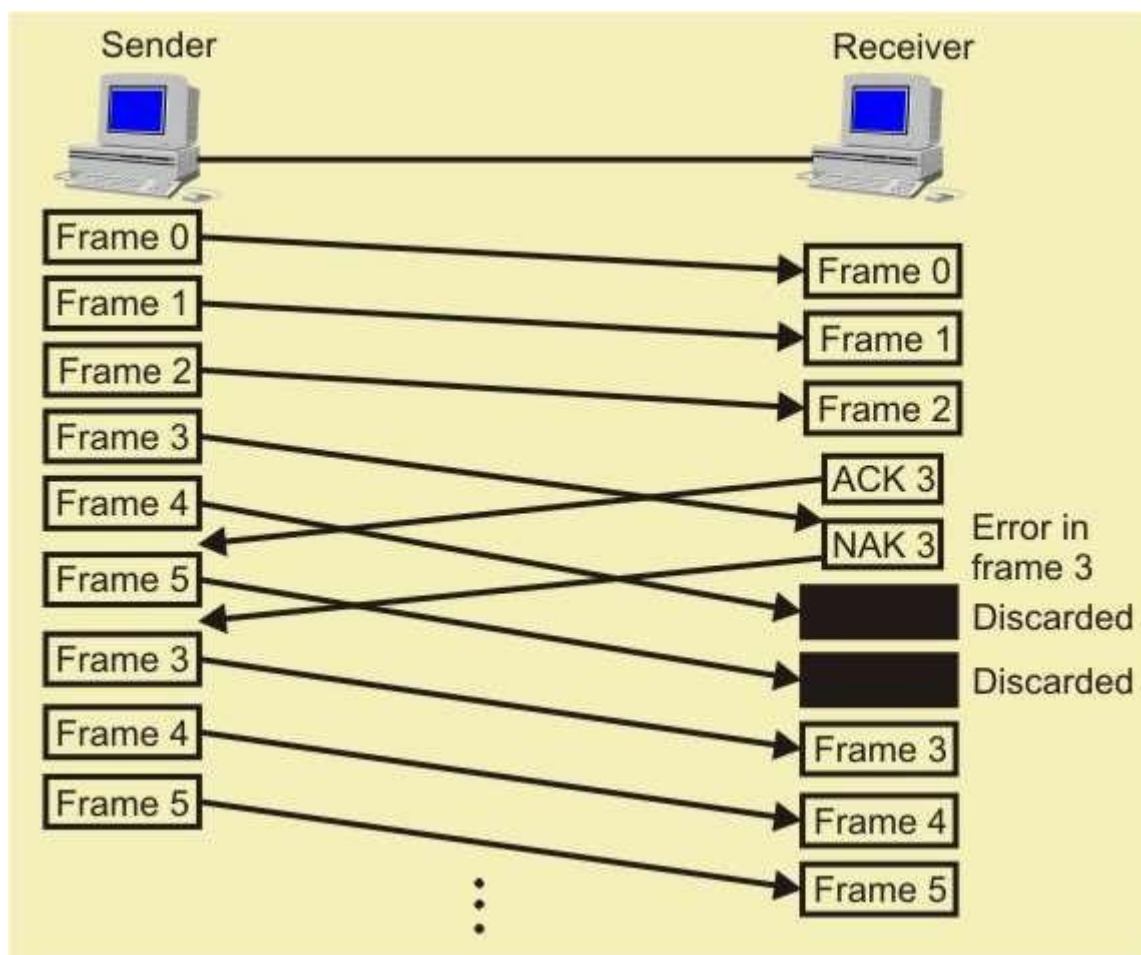 Sender
Receiver
Frame 0
Frame 0
Frame 1
Frame 1
Frame 2
Frame 2
Frame 3
ACK 3
Frame 4
NAK 3
Error in
frame 3
Frame 5
Discarded
Frame 3
Discarded
Frame 4
Frame 3
Frame 5
Frame 4
Frame 5